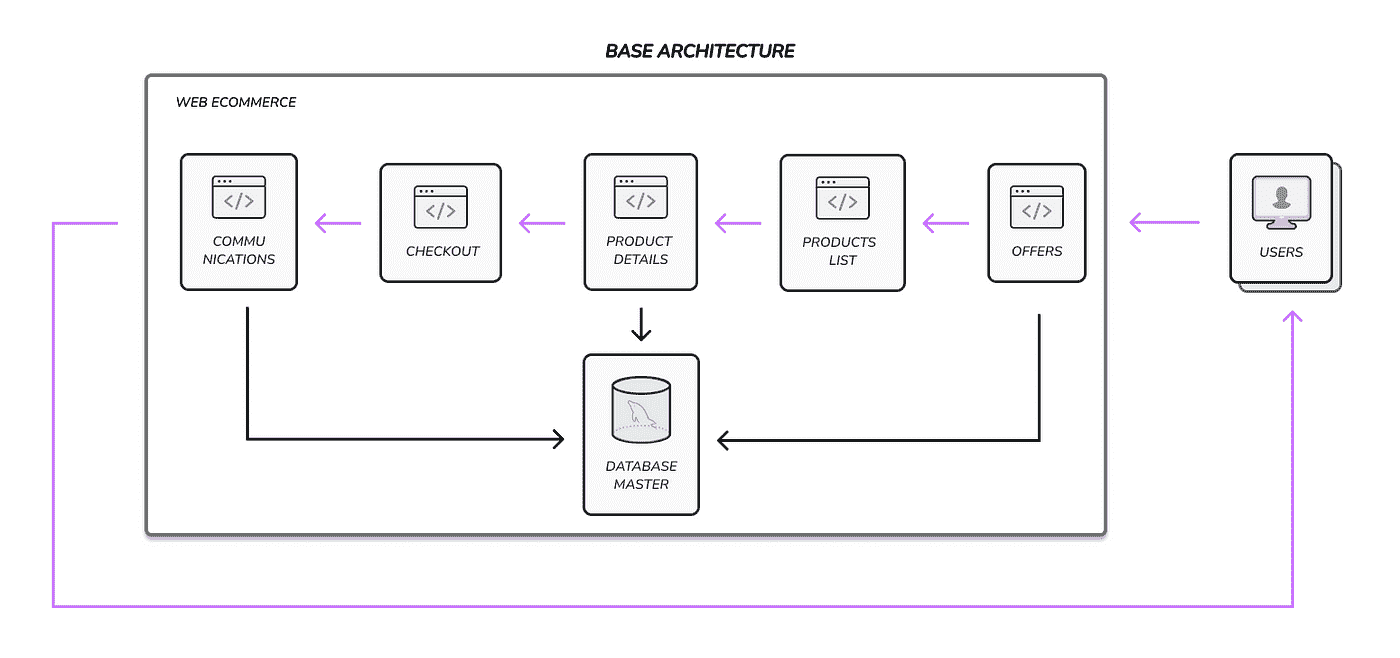 BASE ARCHITECTURE
WEB ECOMMERCE
COMMU
NICATIONS
CHECKOUT
PRODUCT
DETAILS
PRODUCTS
LIST
OFFERS
USERS
DATABASE
MASTER